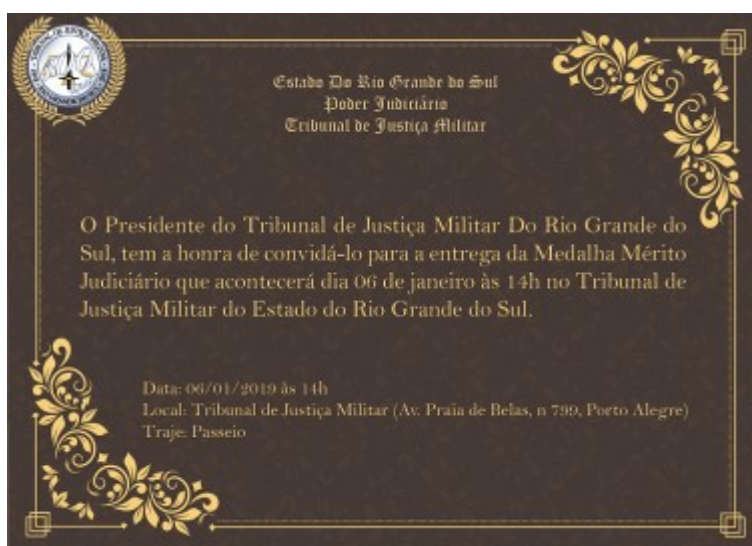 Estado Do Rio Grande do Sul
Poder Judiciário
Tribunal de Justiça Militar
O Presidente do Tribunal de Justiça Militar Do Rio Grande do
Sul, tem a honra de convidá-lo para a entrega da Medalha Mérito
Judiciário que acontecerá dia 06 de janeiro às 14h no Tribunal de
Justiça Militar do Estado do Rio Grande do Sul.
Data: 06/01/2019 às 14h
Local: Tribunal de Justiça Militar (Av. Praia de Belas, n 799, Porto Alegre)
Traje: Passeio